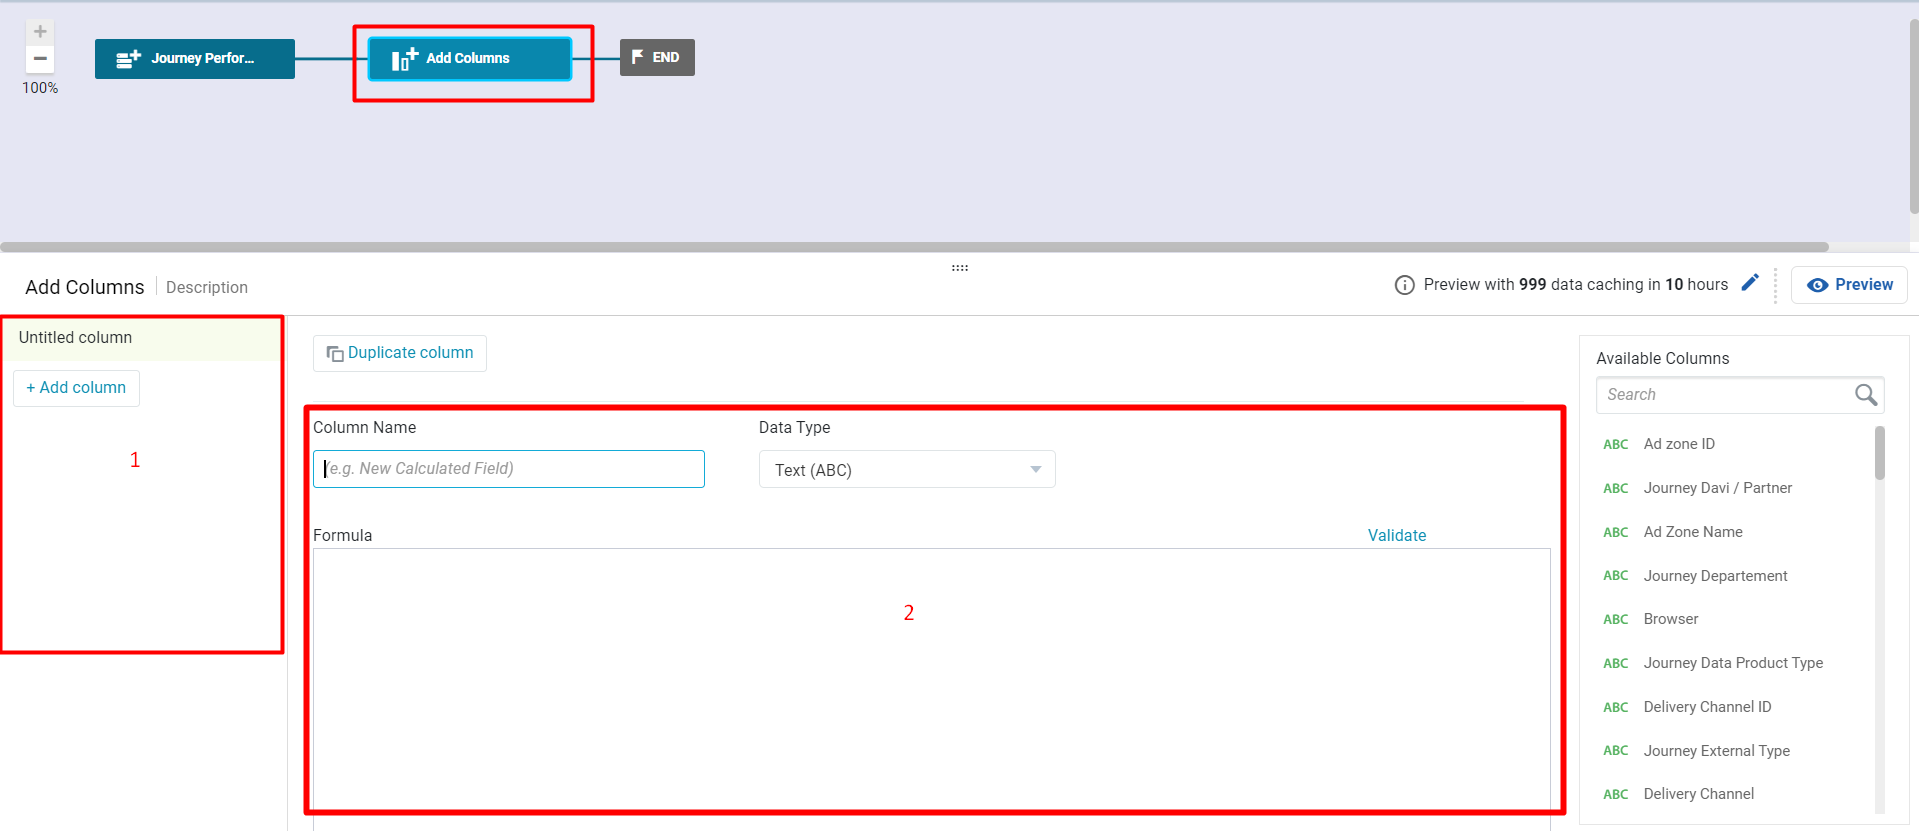 Journey Perfor...
Add Columns
END
100%
Add Columns
Description
Preview with 999 data caching in 10 hours
Preview
Untitled column
+ Add column
1
Duplicate column
Column Name
Data Type
(e.g. New Calculated Field)
Text (ABC)
Formula
Validate
2
Available Columns
Search
ABC Ad zone ID
ABC Journey Davi / Partner
ABC Ad Zone Name
ABC Journey Departement
ABC Browser
ABC Journey Data Product Type
ABC Delivery Channel ID
ABC Journey External Type
ABC Delivery Channel